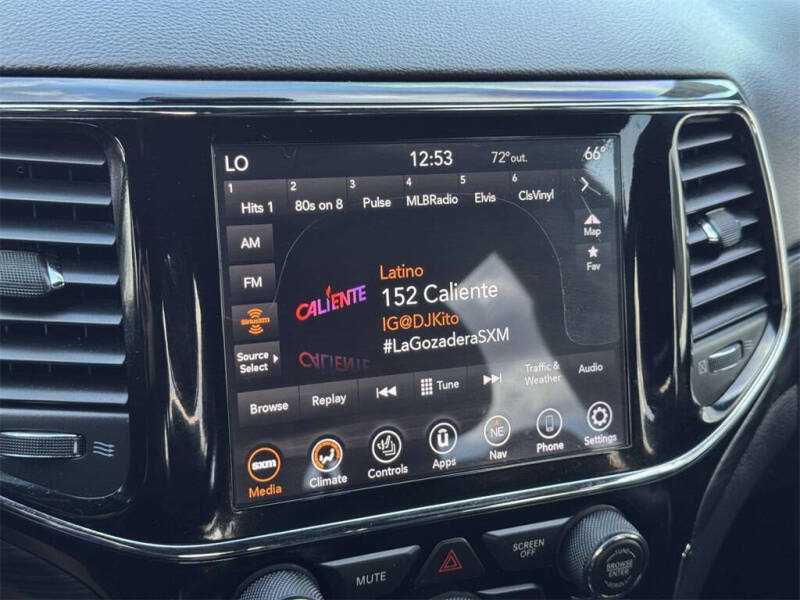 LO 12:53 72°out. 66°
1 Hits 1 2 80s on 8 3 Pulse 4 MLBRadio 5 Elvis 6 ClsVinyl
AM
FM
SiriusXM
Source
Select
Map
Fav
Latino
CALIENTE 152 Caliente
IG@DJKito
#LaGozaderaSXM
Browse Replay Tune Traffic &
Weather Audio
sxm
Media Climate Controls Apps NE
Nav Phone Settings
MUTE SCREEN
OFF BROWSE
ENTER